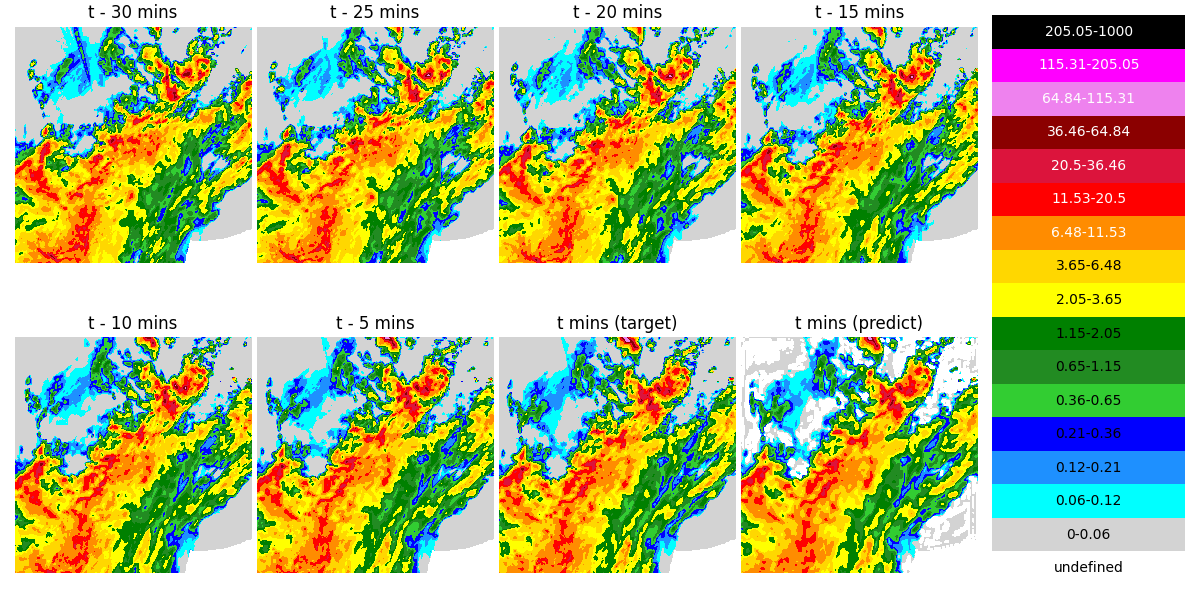 t - 30 mins
t - 25 mins
t - 20 mins
t - 15 mins
t - 10 mins
t - 5 mins
t mins (target)
t mins (predict)
205.05-1000
115.31-205.05
64.84-115.31
36.46-64.84
20.5-36.46
11.53-20.5
6.48-11.53
3.65-6.48
2.05-3.65
1.15-2.05
0.65-1.15
0.36-0.65
0.21-0.36
0.12-0.21
0.06-0.12
0-0.06
undefined